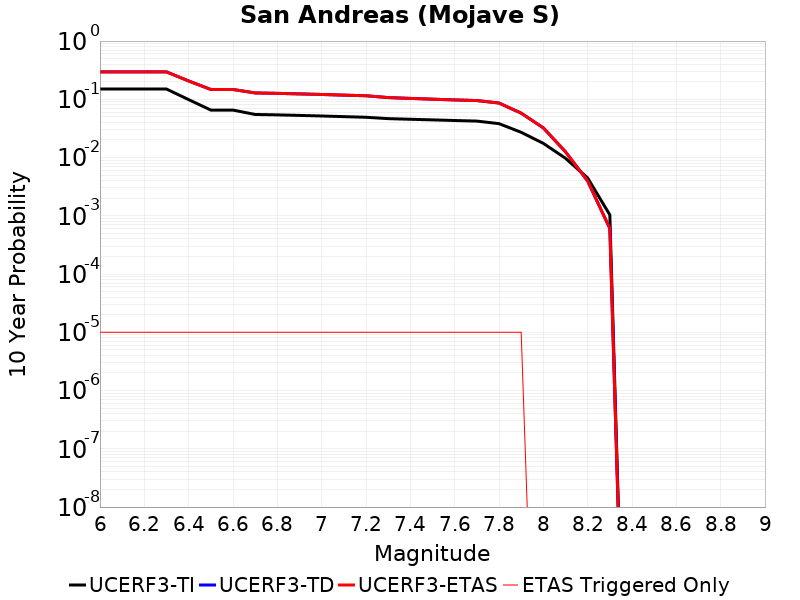 San Andreas (Mojave S)
10^0
10^-1
10^-2
10^-3
10^-4
10^-5
10^-6
10^-7
10^-8
10 Year Probability
6 6.2 6.4 6.6 6.8 7 7.2 7.4 7.6 7.8 8 8.2 8.4 8.6 8.8 9
Magnitude
UCERF3-TI UCERF3-TD UCERF3-ETAS ETAS Triggered Only